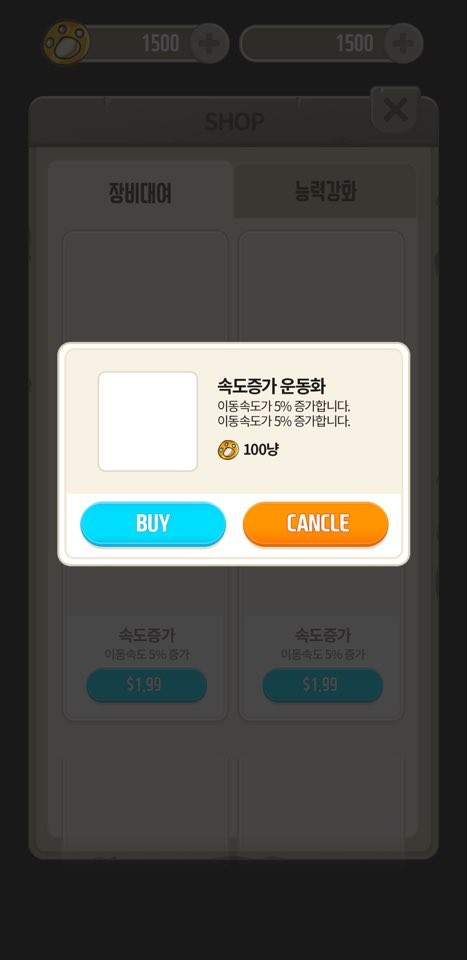 1500
1500
SHOP
장비대여
능력강화
속도증가 운동화
이동속도가 5% 증가합니다.
이동속도가 5% 증가합니다.
100냥
BUY
CANCLE
속도증가
이동속도 5% 증가
$1.99
속도증가
이동속도 5% 증가
$1.99